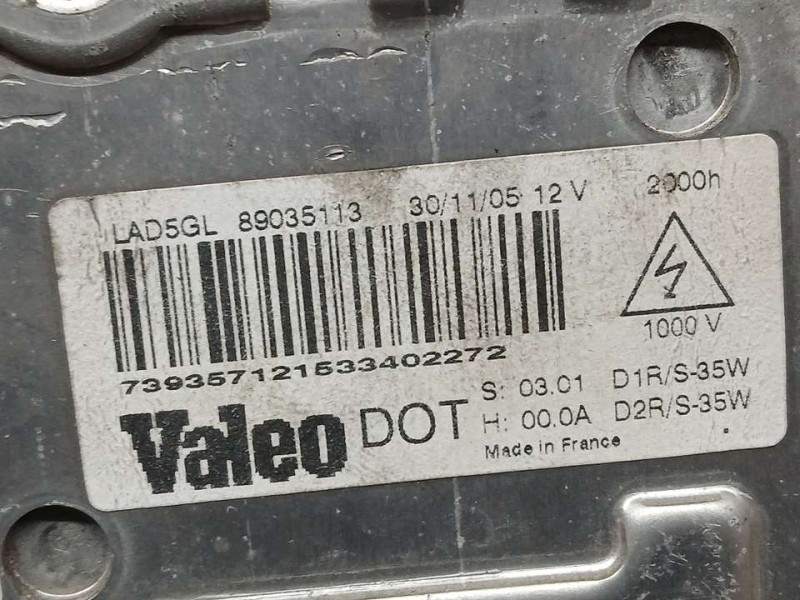 LAD5GL 89035113 30/11/05 12 V 2000h
1000 V
739357121533402272
S: 03.01 D1R/S-35W
Valeo DOT H: 00.0A D2R/S-35W
Made in France